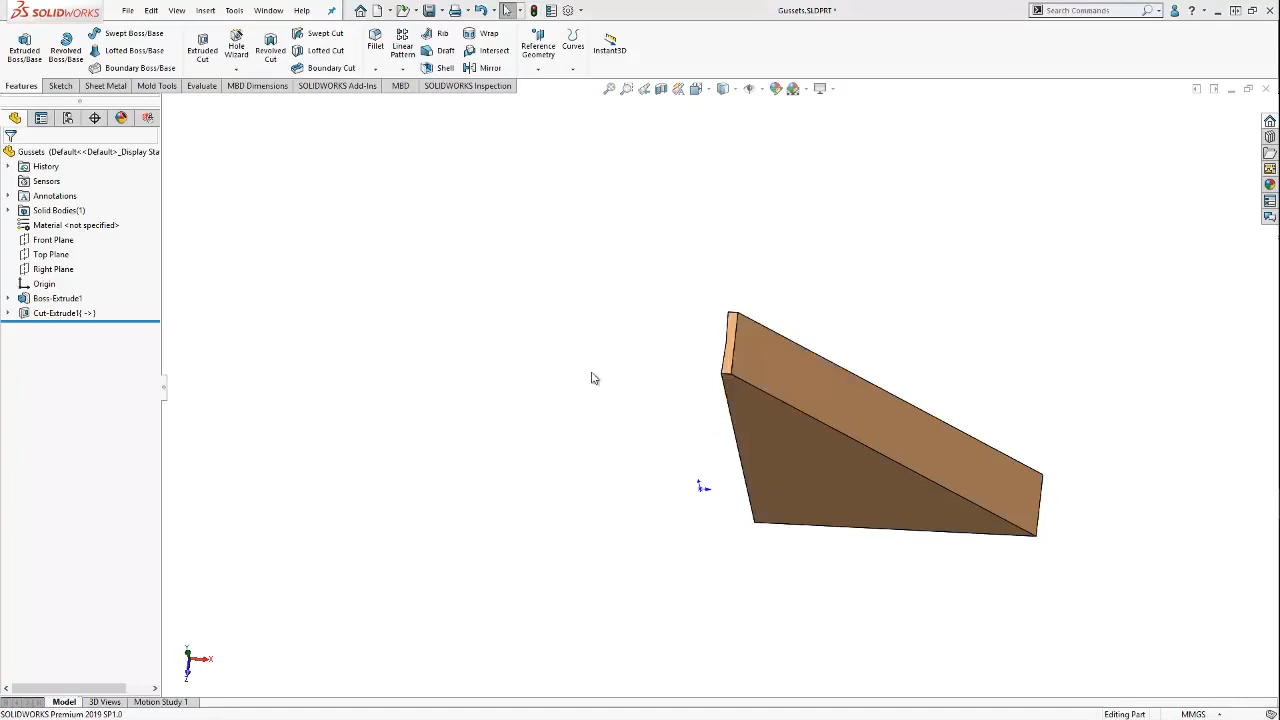 SOLIDWORKS File Edit View Insert Tools Window Help Gussets.SLDPRT * Search Commands
Extruded Boss/Base
Revolved Boss/Base
Swept Boss/Base
Lofted Boss/Base
Boundary Boss/Base
Extruded Cut
Hole Wizard
Revolved Cut
Swept Cut
Lofted Cut
Boundary Cut
Fillet
Linear Pattern
Rib
Draft
Shell
Wrap
Intersect
Mirror
Reference Geometry
Curves
Instant3D
Features Sketch Sheet Metal Mold Tools Evaluate MBD Dimensions SOLIDWORKS Add-Ins MBD SOLIDWORKS Inspection
Gussets (Default<<Default>_Display Sta
History
Sensors
Annotations
Solid Bodies(1)
Material <not specified>
Front Plane
Top Plane
Right Plane
Origin
Boss-Extrude1
Cut-Extrude1{ ->}
Y
X
Z
Model 3D Views Motion Study 1
SOLIDWORKS Premium 2019 SP1.0 Editing Part MMGS